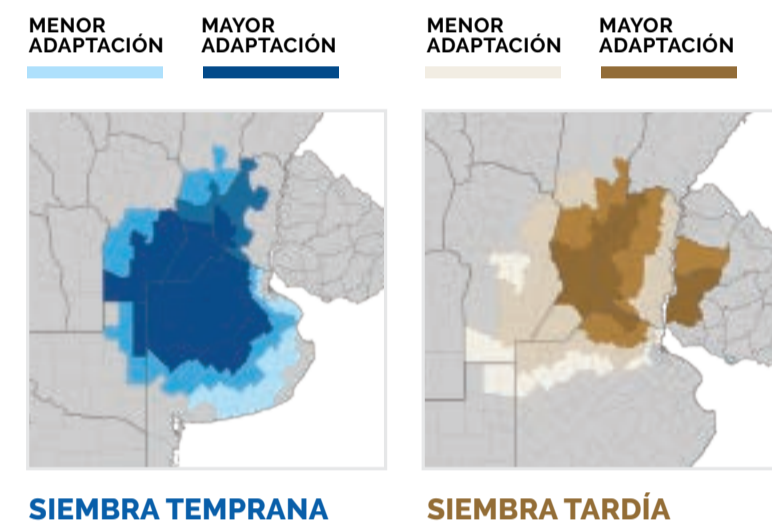 MENOR
ADAPTACIÓN
MAYOR
ADAPTACIÓN
MENOR
ADAPTACIÓN
MAYOR
ADAPTACIÓN
SIEMBRA TEMPRANA
SIEMBRA TARDÍA